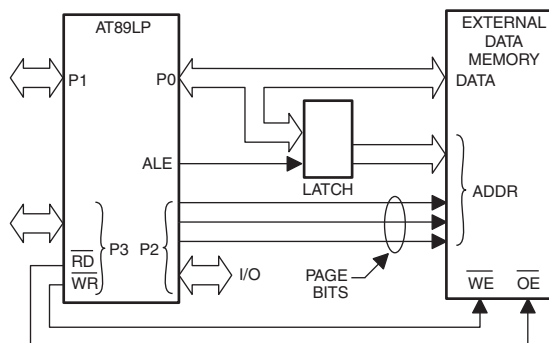 AT89LP
EXTERNAL
DATA
MEMORY
P1
P0
DATA
ALE
LATCH
ADDR
P3
P2
RD
WR
I/O
PAGE
BITS
WE
OE